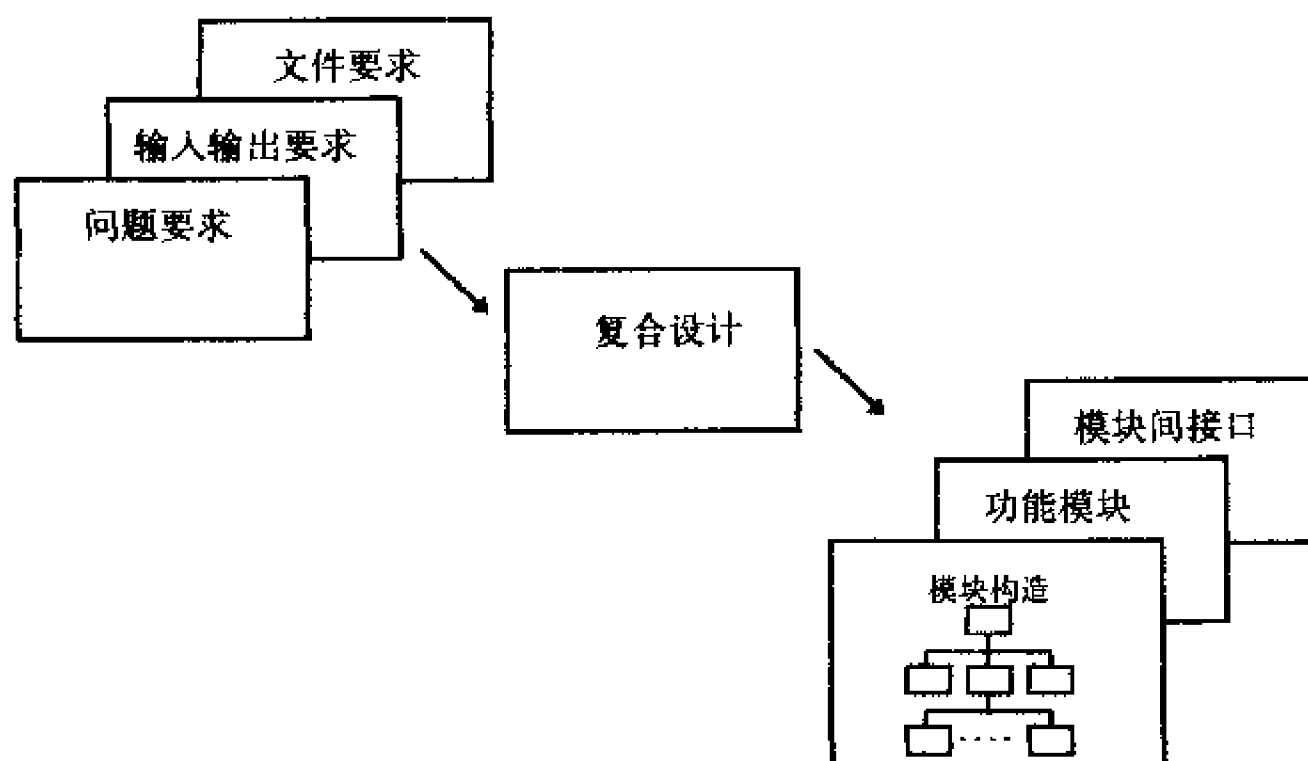 文件要求
输入输出要求
问题要求
复合设计
模块间接口
功能模块
模块构造